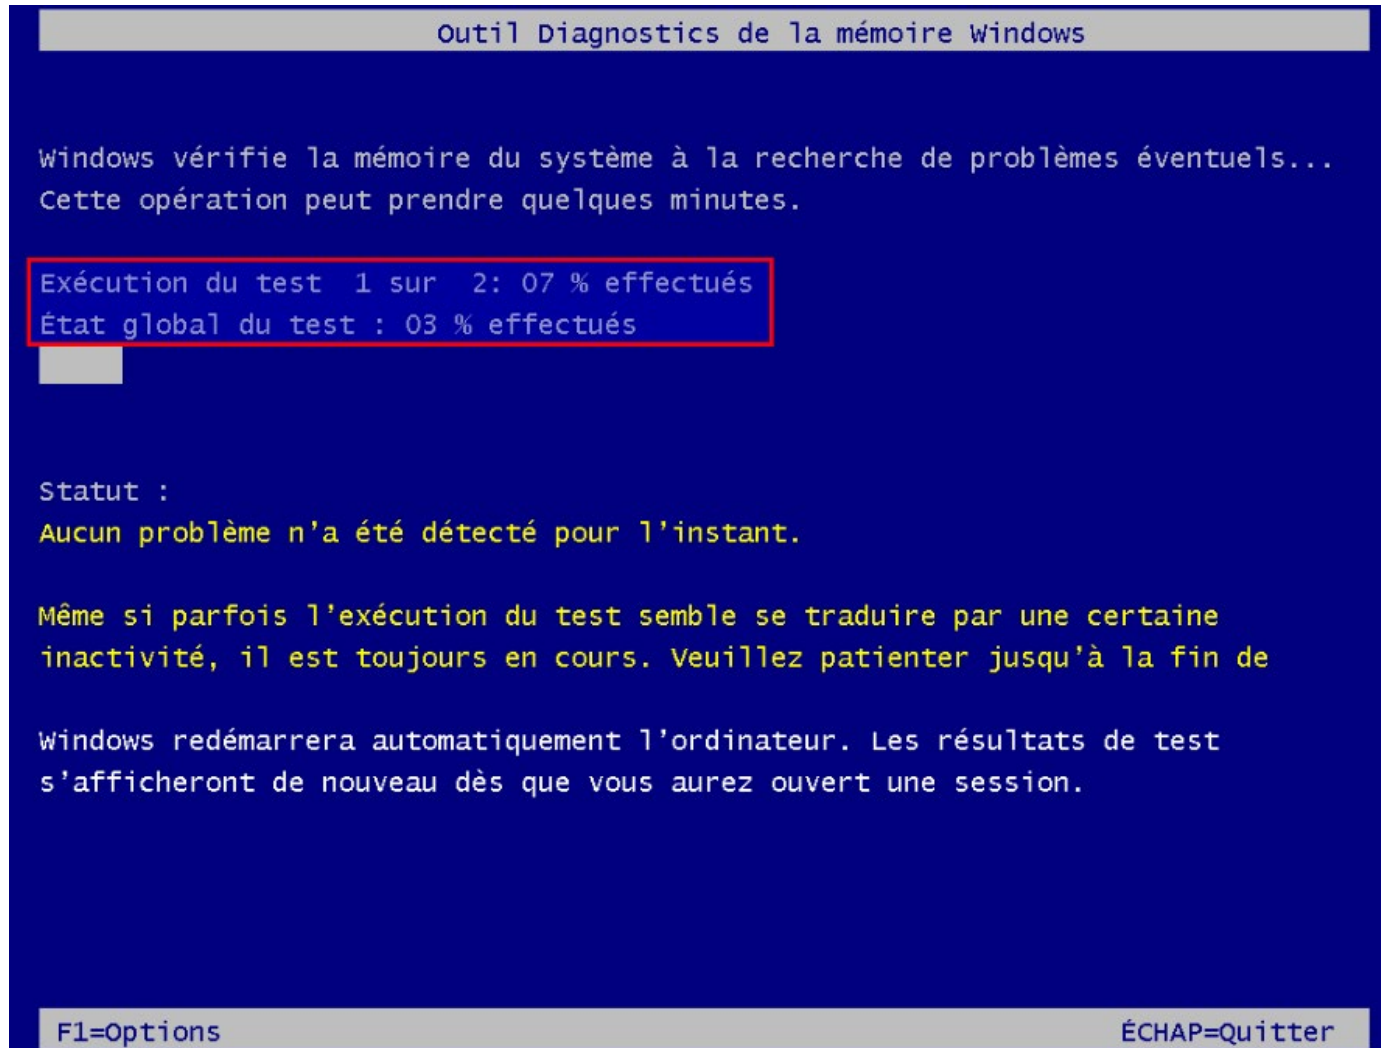 Outil Diagnostics de la mémoire Windows
Windows vérifie la mémoire du système à la recherche de problèmes éventuels...
Cette opération peut prendre quelques minutes.
Exécution du test 1 sur 2: 07 % effectués
État global du test : 03 % effectués
Statut :
Aucun problème n'a été détecté pour l'instant.
Même si parfois l'exécution du test semble se traduire par une certaine
inactivité, il est toujours en cours. Veuillez patienter jusqu'à la fin de
Windows redémarrera automatiquement l'ordinateur. Les résultats de test
s'afficheront de nouveau dès que vous aurez ouvert une session.
F1=Options ÉCHAP=Quitter